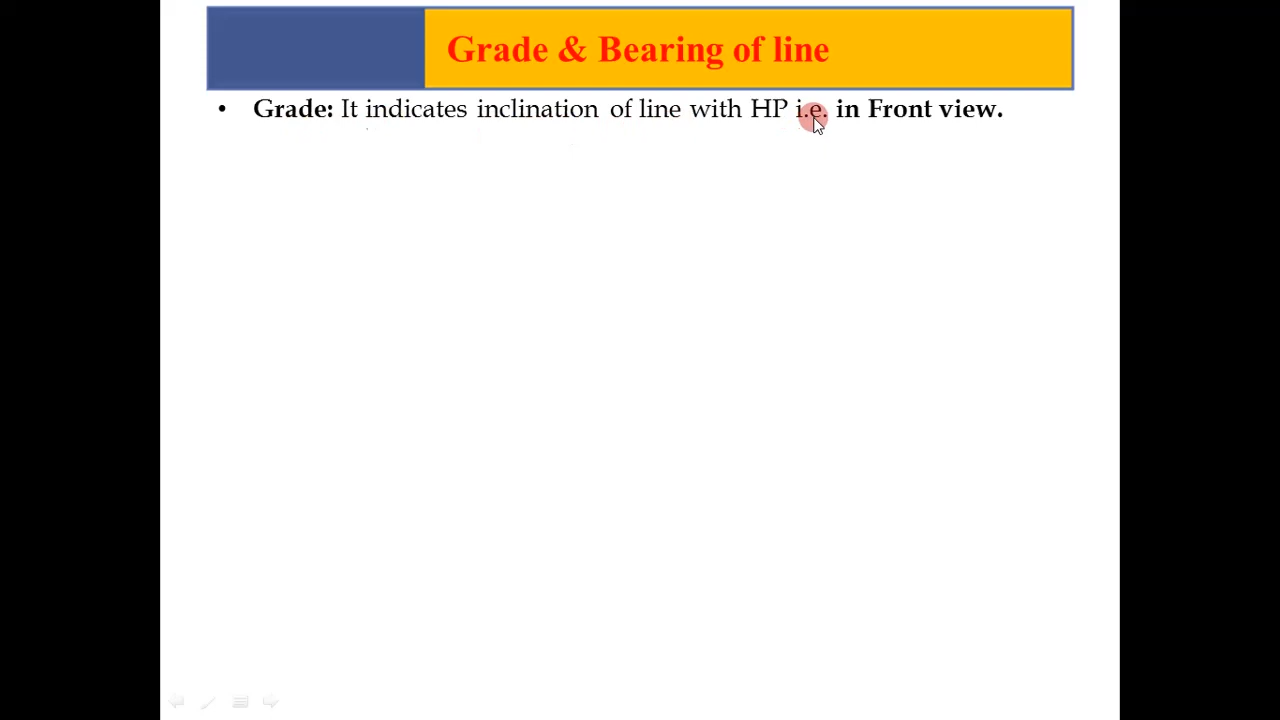 Grade & Bearing of line
• Grade: It indicates inclination of line with HP i.e. in Front view.